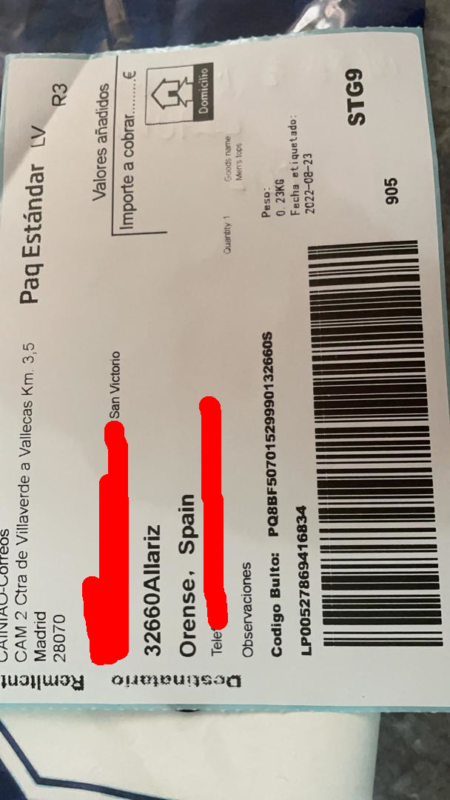 CAINIAO-Correos
CAM 2 Ctra de Villaverde a Vallecas Km. 3,5
Madrid
28070
Remitent
Paq Estándar LV R3
Valores añadidos
Importe a cobrar.........€
Domicilio
San Victorio
32660Allariz
Orense, Spain
Tele
Destinatario
Observaciones
Quantity 1
Goods name
Men's tops
Peso:
0.23KG
Fecha etiquetado:
2022-08-23
Codigo Bulto: PQ8BF50701529990132660S
LP00527869416834
905
STG9